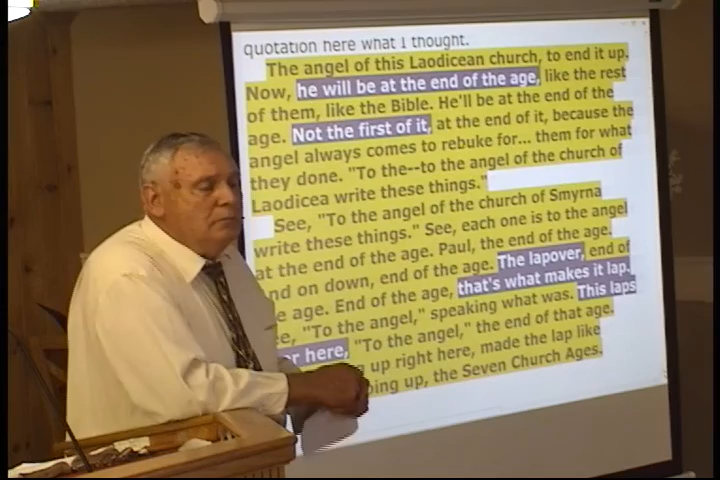 quotation here what I thought.
The angel of this Laodicean church, to end it up.
Now, he will be at the end of the age, like the rest
of them, like the Bible. He'll be at the end of the
age. Not the first of it, at the end of it, because the
angel always comes to rebuke for... them for what
they done. "To the--to the angel of the church of
Laodicea write these things."
See, "To the angel of the church of Smyrna
write these things." See, each one is to the angel
at the end of the age. Paul, the end of the age.
nd on down, end of the age. The lapover, end of
e age. End of the age, that's what makes it lap.
ee, "To the angel," speaking what was. This laps
er here, "To the angel," the end of that age.
up right here, made the lap like
ing up, the Seven Church Ages.